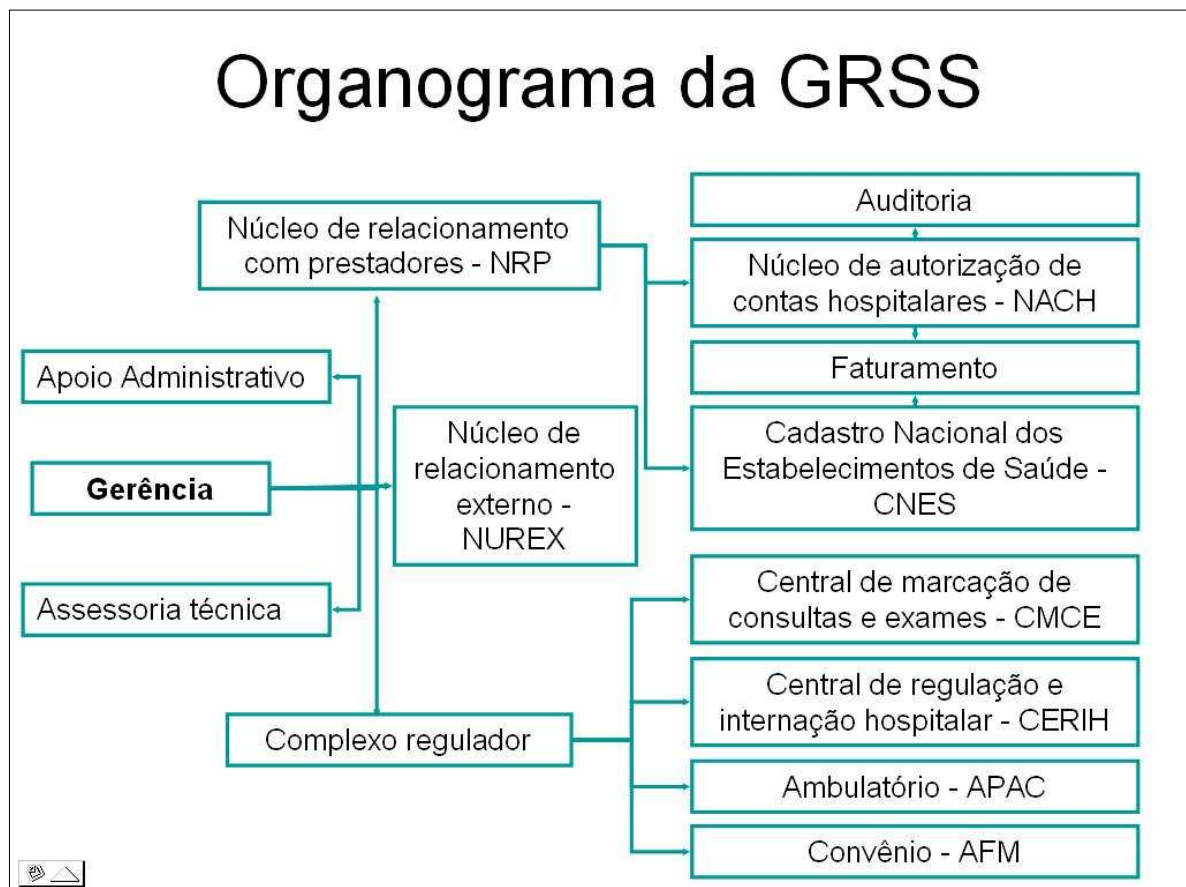 Organograma da GRSS
Núcleo de relacionamento
com prestadores - NRP
Apoio Administrativo
Gerência
Assessoria técnica
Núcleo de
relacionamento
externo -
NUREX
Complexo regulador
Auditoria
Núcleo de autorização de
contas hospitalares - NACH
Faturamento
Cadastro Nacional dos
Estabelecimentos de Saúde -
CNES
Central de marcação de
consultas e exames - CMCE
Central de regulação e
internação hospitalar - CERIH
Ambulatório - APAC
Convênio - AFM